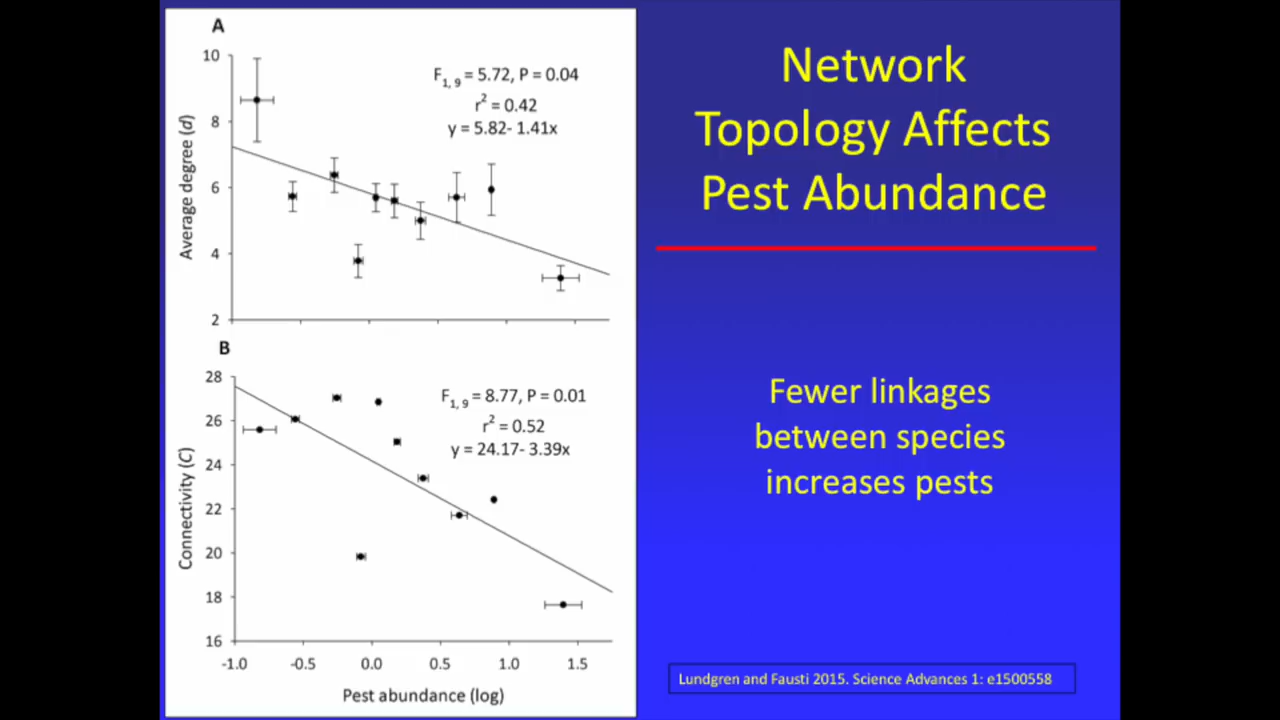 A
10
8
6
4
2
Average degree (d)
F1, 9 = 5.72, P = 0.04
r2 = 0.42
y = 5.82- 1.41x
B
28
26
24
22
20
18
16
Connectivity (C)
F1, 9 = 8.77, P = 0.01
r2 = 0.52
y = 24.17- 3.39x
-1.0 -0.5 0.0 0.5 1.0 1.5
Pest abundance (log)
Network
Topology Affects
Pest Abundance
Fewer linkages
between species
increases pests
Lundgren and Fausti 2015. Science Advances 1: e1500558